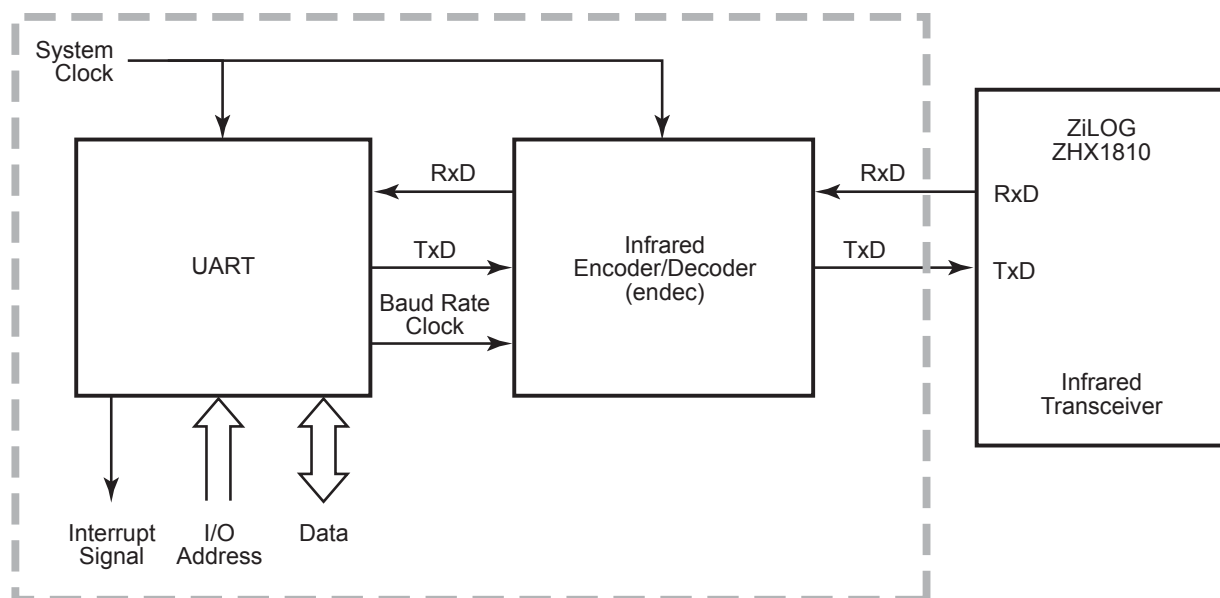 System
Clock
ZiLOG
ZHX1810
RxD
RxD
RxD
UART
TxD
Infrared
Encoder/Decoder
(endec)
TxD
TxD
Baud Rate
Clock
Infrared
Transceiver
Interrupt
Signal
I/O
Address
Data